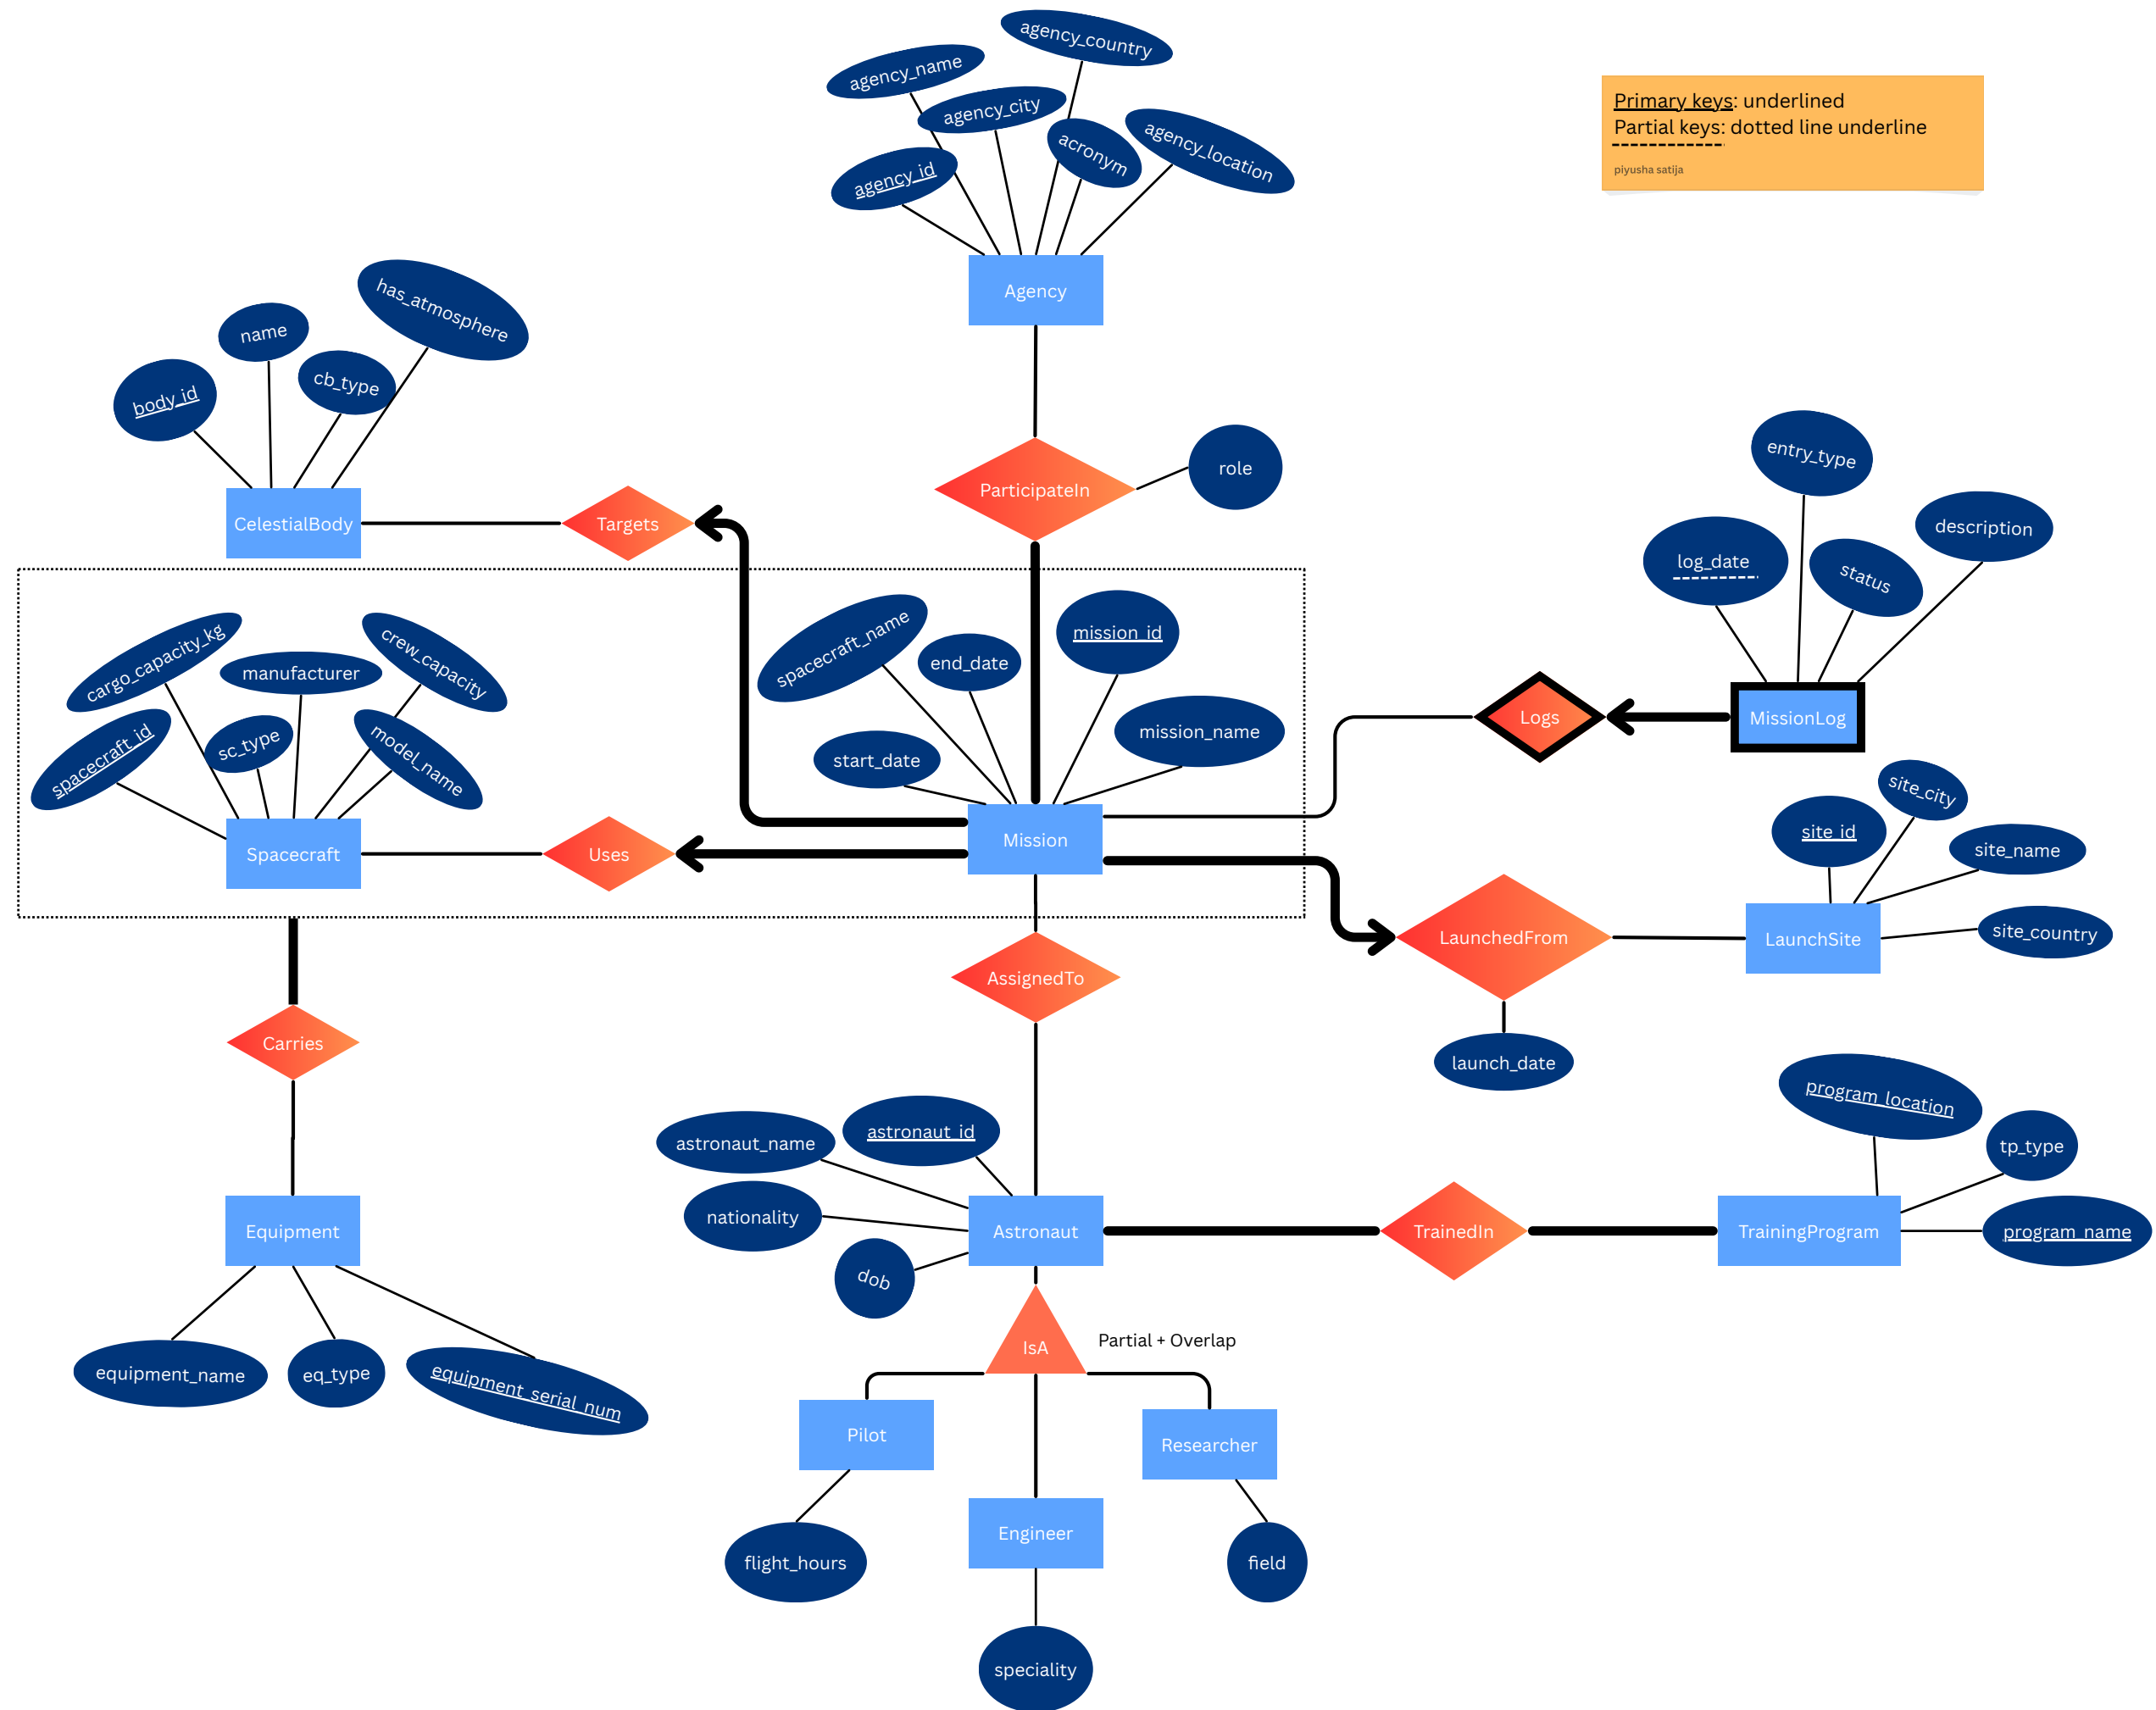 agency_country
agency_name
agency_city
acronym
agency_location
agency_id
Agency
Primary keys: underlined
Partial keys: dotted line underline
piyusha satija
has_atmosphere
name
cb_type
body_id
CelestialBody
Targets
ParticipateIn
role
entry_type
log_date
status
description
Logs
MissionLog
cargo_capacity_kg
manufacturer
crew_capacity
spacecraft_id
sc_type
model_name
Spacecraft
Uses
spacecraft_name
end_date
mission_id
start_date
mission_name
Mission
site_id
site_city
site_name
site_country
LaunchedFrom
LaunchSite
launch_date
AssignedTo
Carries
program_location
tp_type
program_name
astronaut_name
astronaut_id
nationality
dob
Equipment
Astronaut
TrainedIn
TrainingProgram
equipment_name
eq_type
equipment_serial_num
IsA
Partial + Overlap
Pilot
Researcher
Engineer
flight_hours
field
speciality